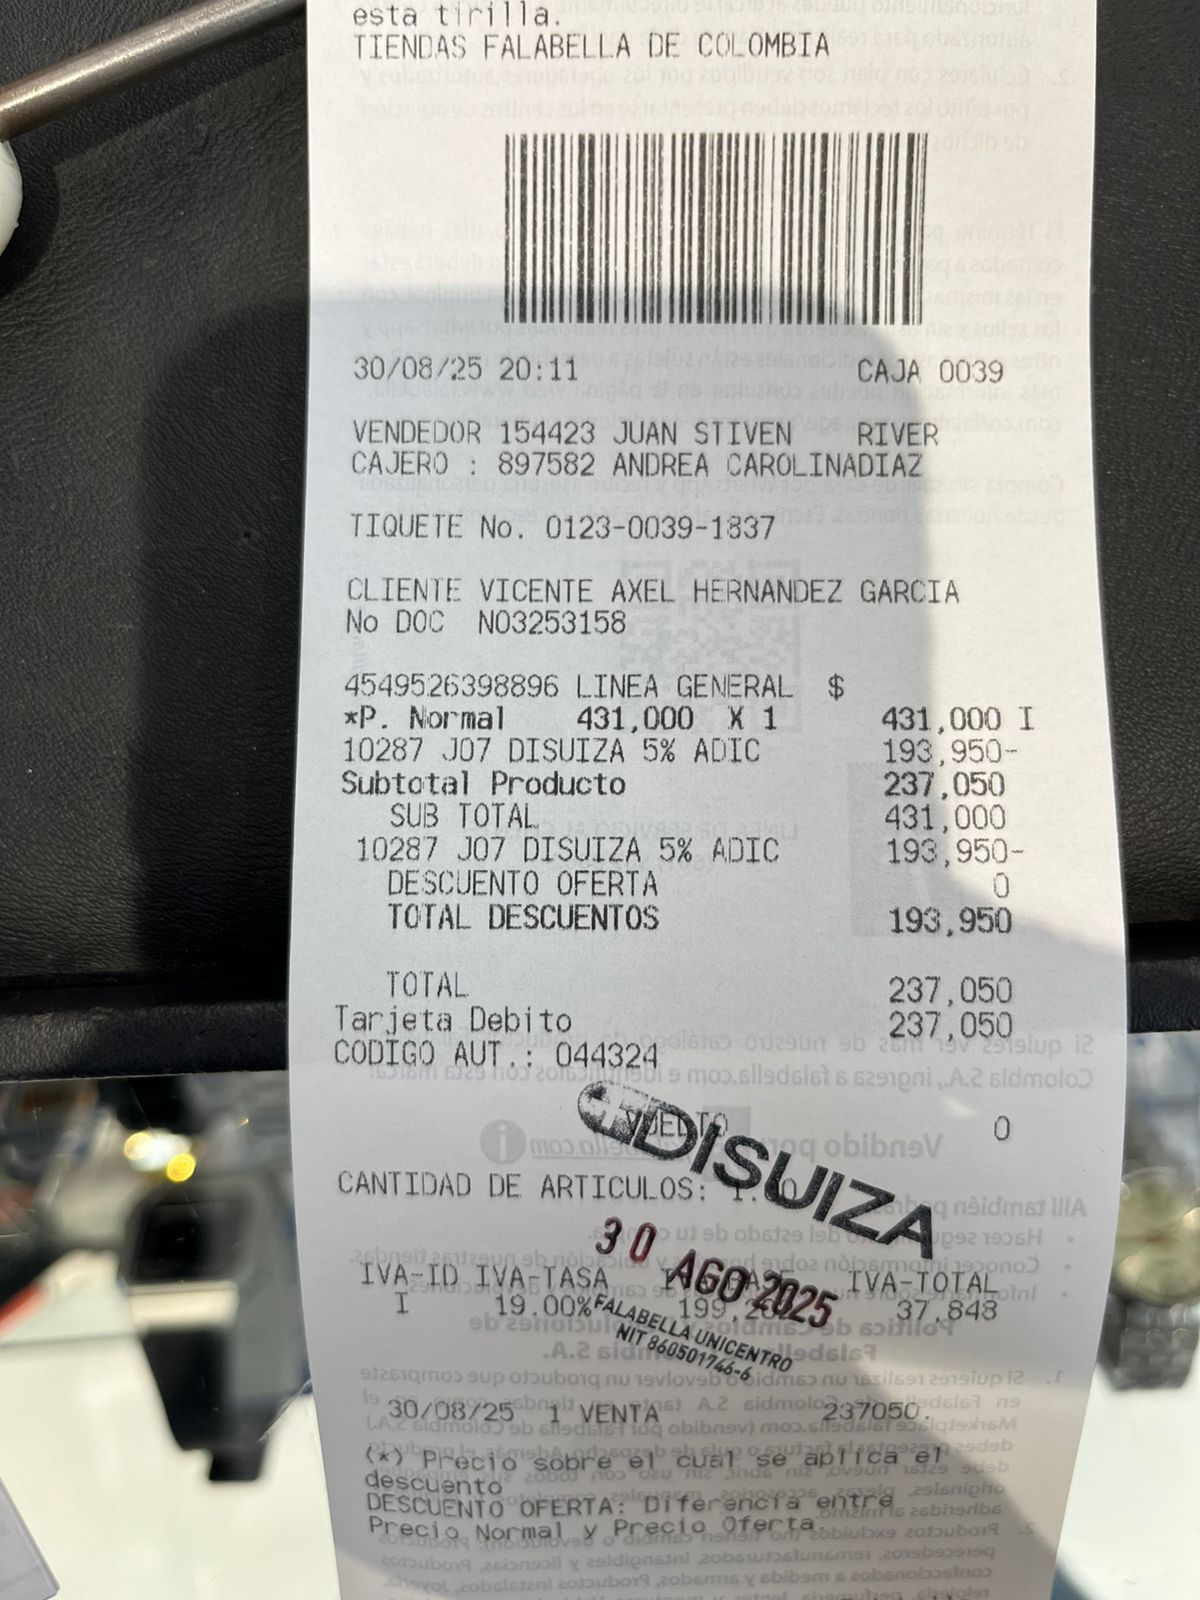 esta tirilla.
TIENDAS FALABELLA DE COLOMBIA
30/08/25 20:11 CAJA 0039
VENDEDOR 154423 JUAN STIVEN RIVER
CAJERO : 897582 ANDREA CAROLINADIAZ
TIQUETE No. 0123-0039-1837
CLIENTE VICENTE AXEL HERNANDEZ GARCIA
No DOC N03253158
4549526398896 LINEA GENERAL $
*P. Normal 431,000 X 1 431,000 I
10287 J07 DISUIZA 5% ADIC 193,950-
Subtotal Producto 237,050
SUB TOTAL 431,000
10287 J07 DISUIZA 5% ADIC 193,950-
DESCUENTO OFERTA 0
TOTAL DESCUENTOS 193,950
TOTAL 237,050
Tarjeta Debito 237,050
CODIGO AUT.: 044324
VUELTO 0
DISUIZA
CANTIDAD DE ARTICULOS:
30 AGO 2025
IVA-ID IVA-TASA IVA-TOTAL
I 19.00% 37,848
FALABELLA UNICENTRO
NIT 860501746-6
30/08/25 1 VENTA 237050.
(*) Precio sobre el cual se aplica el
descuento
DESCUENTO OFERTA: Diferencia entre
Precio Normal y Precio Oferta.